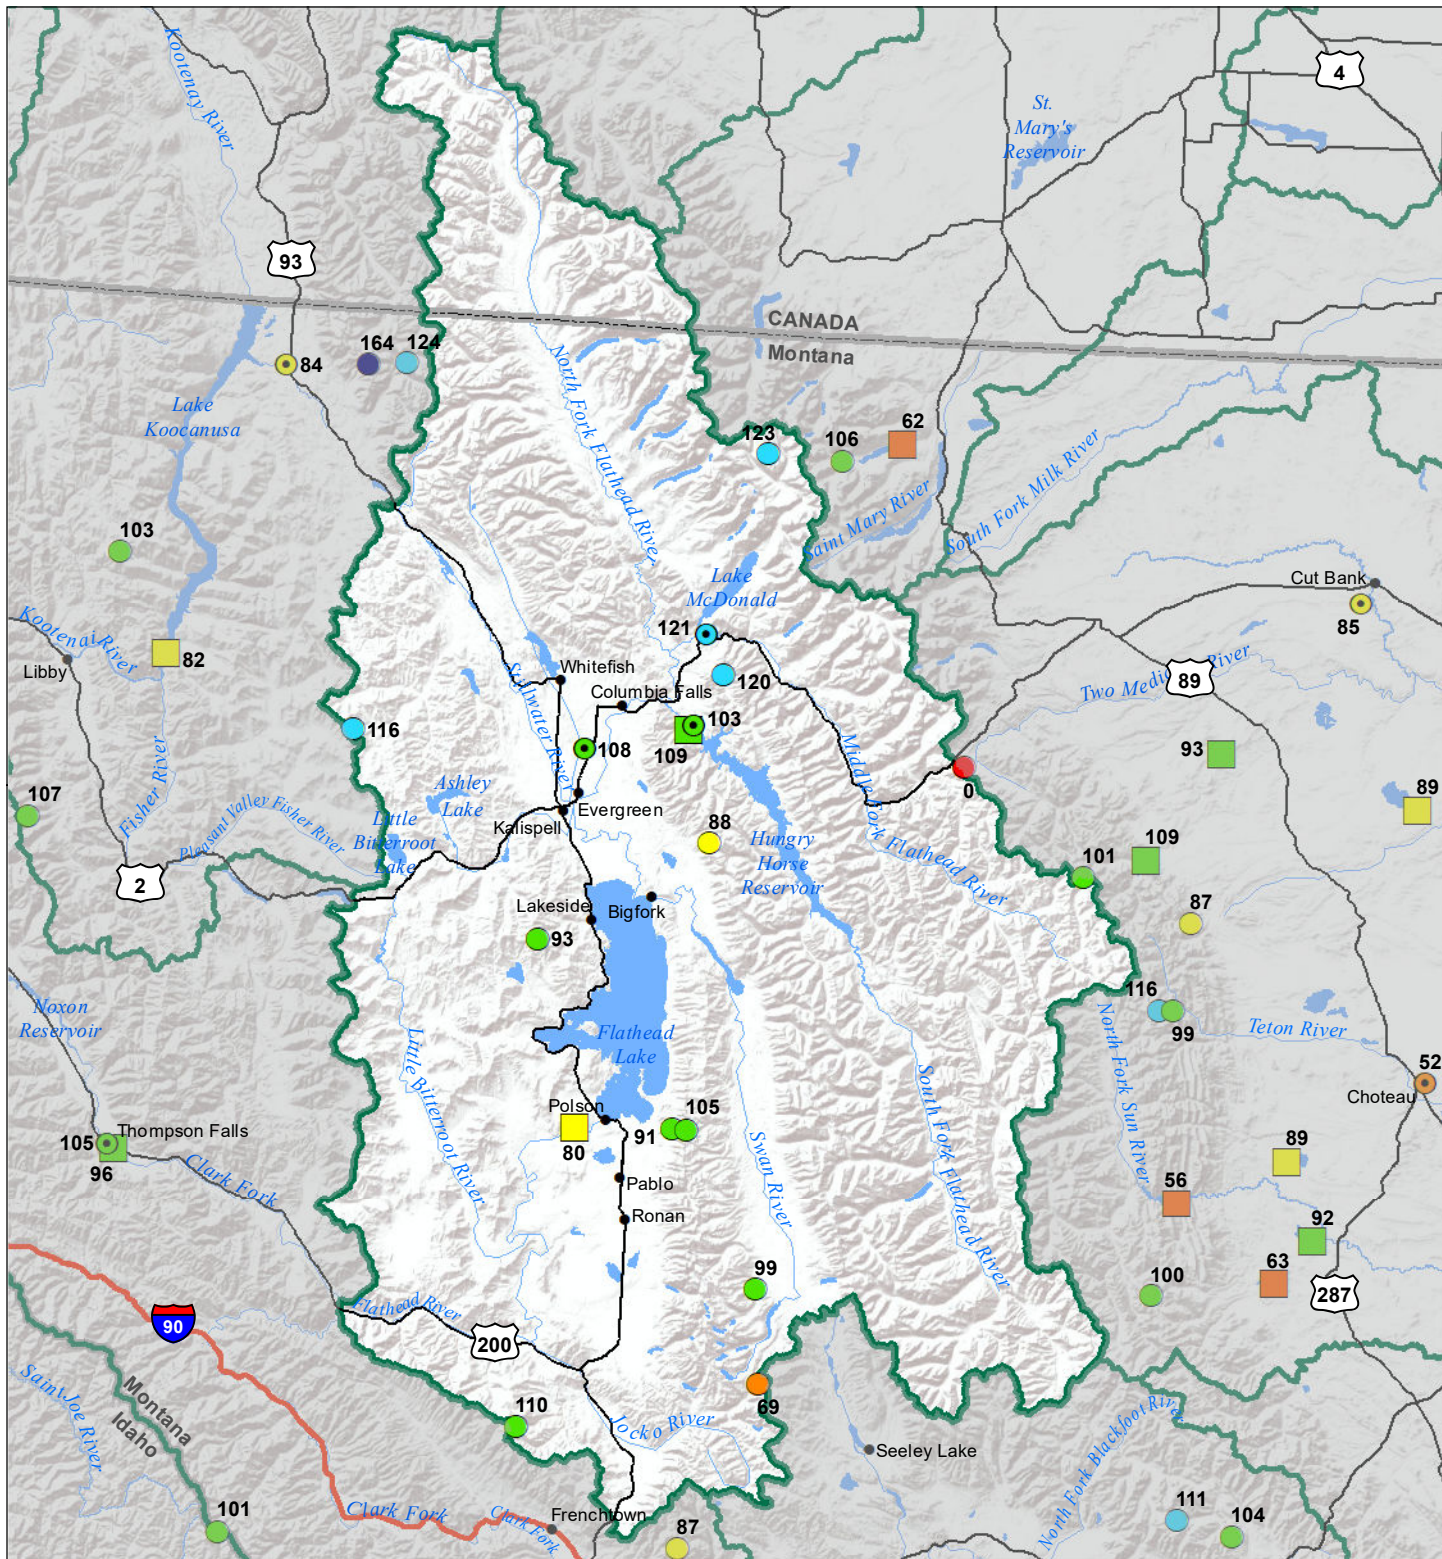 Kootenay River
4
St.
Mary's
Reservoir
93
CANADA
Montana
164
124
84
North Fork Flathead River
Lake
Koocanusa
123
106
62
Saint Mary River
South Fork Milk River
103
Lake
McDonald
Cut Bank
85
Kootenai River
Libby
82
121
Whitefish
120
Columbia Falls
Stillwater River
Two Medi River
89
116
108
103
109
93
Middle Fork Flathead River
0
89
107
Fisher River
Pleasant Valley Fisher River
Ashley
Lake
Little
Bitterroot
Lake
Evergreen
Kalispell
88
Hungry
Horse
Reservoir
109
101
2
Lakeside
Bigfork
87
93
Noxon
Reservoir
116
99
North Fork Sun River
Teton River
Flathead
Lake
Little Bitterroot River
South Fork Flathead River
52
Choteau
Polson
80
91
105
Swan River
105
Thompson Falls
96
Clark Fork
89
56
Pablo
Ronan
92
99
63
100
287
Flathead River
90
200
Saint Joe River
Montana
Idaho
69
110
Jocko River
Seeley Lake
North Fork Blackfoot River
101
Clark Fork
Clark Fork
Frenchtown
87
111
104